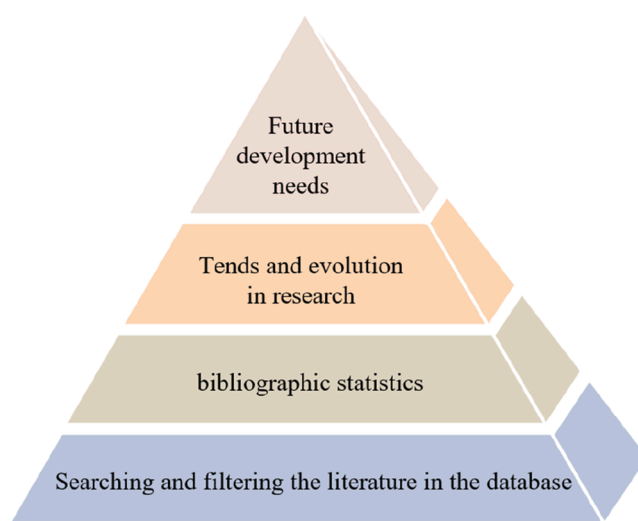 Future
development
needs
Tends and evolution
in research
bibliographic statistics
Searching and filtering the literature in the database